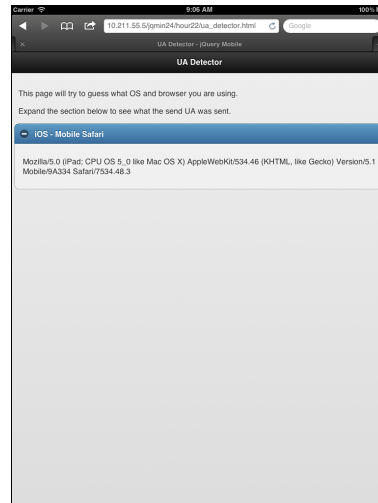 Carrier 9:06 AM 100%
10.211.55.5/jqmin24/hour22/ua_detector.html Google
UA Detector - jQuery Mobile
UA Detector
This page will try to guess what OS and browser you are using.
Expand the section below to see what the send UA was sent.
iOS - Mobile Safari
Mozilla/5.0 (iPad; CPU OS 5_0 like Mac OS X) AppleWebKit/534.46 (KHTML, like Gecko) Version/5.1
Mobile/9A334 Safari/7534.48.3